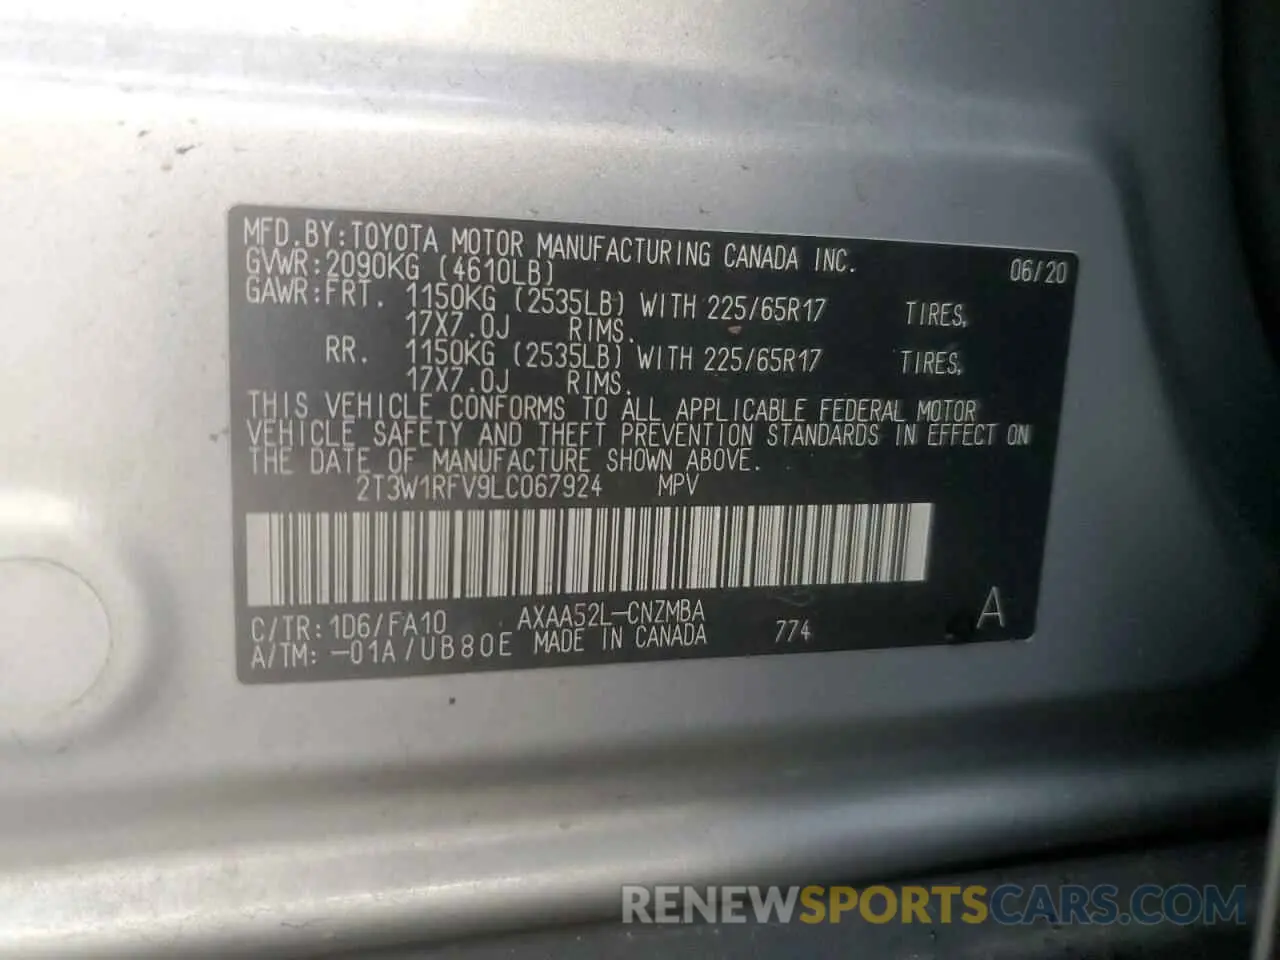 MFD.BY:TOYOTA MOTOR MANUFACTURING CANADA INC.
GVWR:2090KG (4610LB) 06/20
GAWR:FRT. 1150KG (2535LB) WITH 225/65R17 TIRES,
17X7.0J RIMS.
RR. 1150KG (2535LB) WITH 225/65R17 TIRES,
17X7.0J RIMS.
THIS VEHICLE CONFORMS TO ALL APPLICABLE FEDERAL MOTOR
VEHICLE SAFETY AND THEFT PREVENTION STANDARDS IN EFFECT ON
THE DATE OF MANUFACTURE SHOWN ABOVE.
2T3W1RFV9LC067924 MPV
C/TR:1D6/FA10 AXAA52L-CNZMBA
A/TM:-01A/UB80E MADE IN CANADA 774 A
RENEWSPORTSCARS.COM